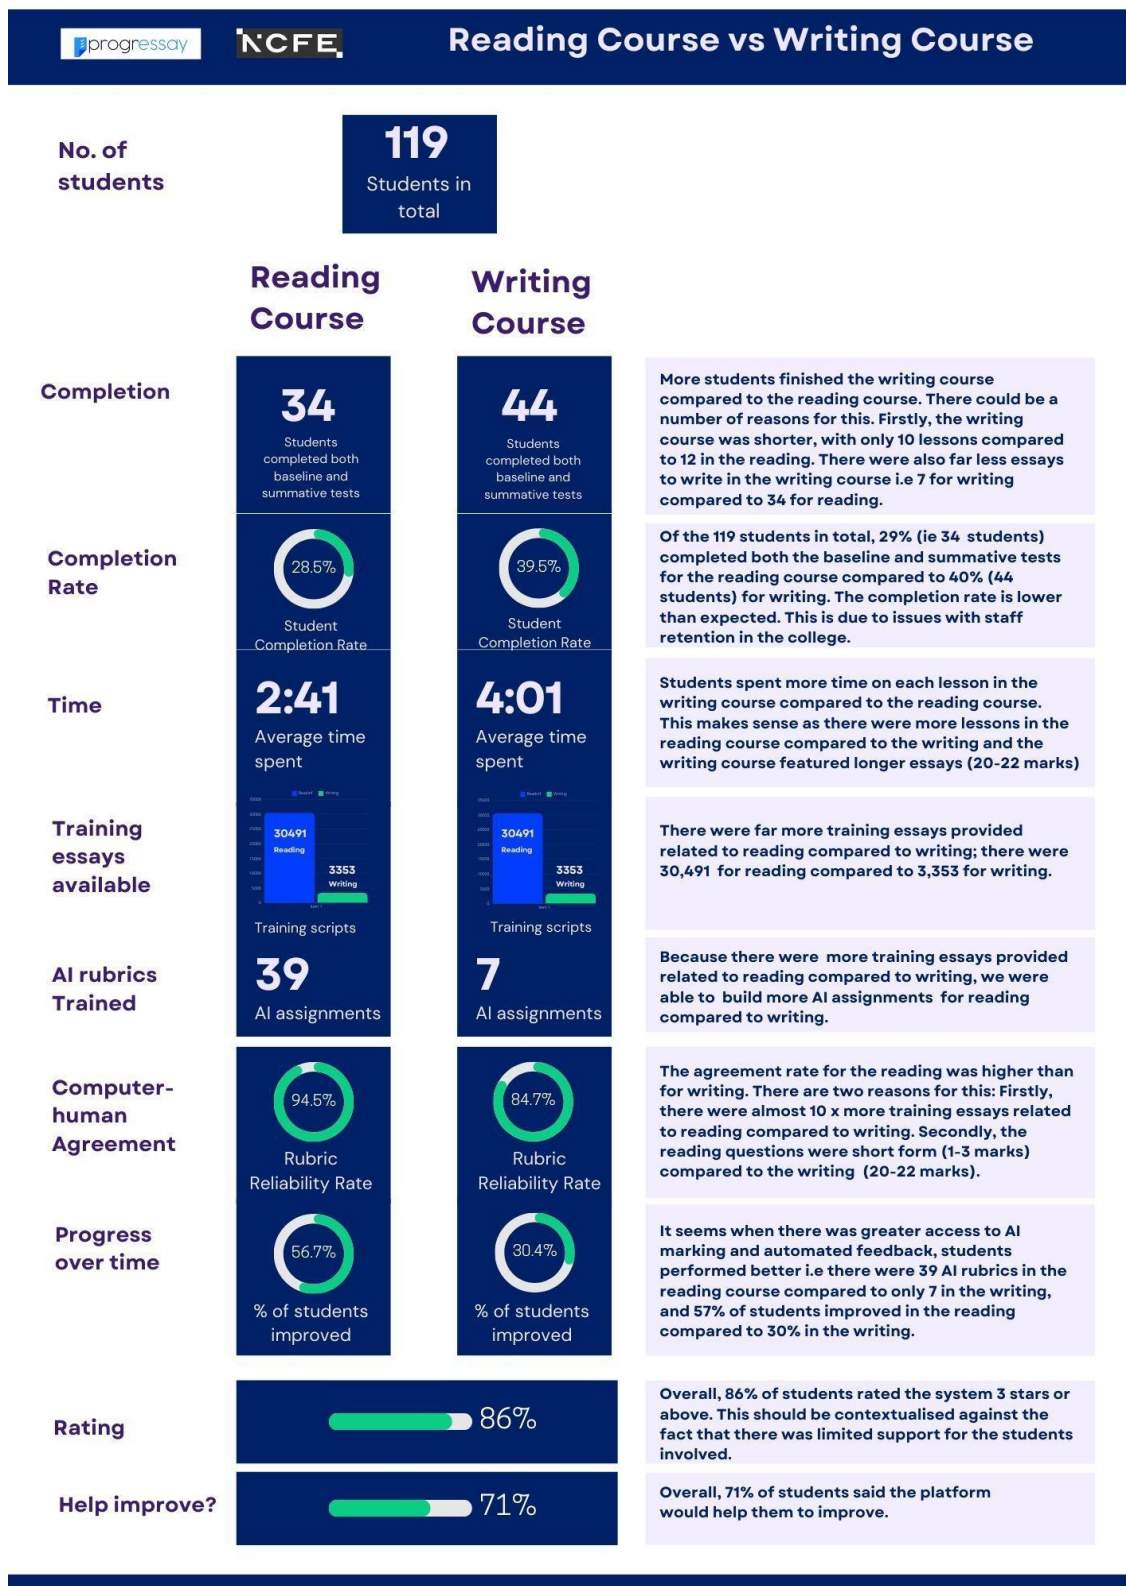 progressay
NCFE
Reading Course vs Writing Course
No. of
students
119
Students in
total
Reading
Course
Writing
Course
Completion
34
Students
completed both
baseline and
summative tests
44
Students
completed both
baseline and
summative tests
More students finished the writing course
compared to the reading course. There could be a
number of reasons for this. Firstly, the writing
course was shorter, with only 10 lessons compared
to 12 in the reading. There were also far less essays
to write in the writing course i.e 7 for writing
compared to 34 for reading.
Completion
Rate
28.5%
Student
Completion Rate
39.5%
Student
Completion Rate
Of the 119 students in total, 29% (ie 34 students)
completed both the baseline and summative tests
for the reading course compared to 40% (44
students) for writing. The completion rate is lower
than expected. This is due to issues with staff
retention in the college.
Time
2:41
Average time
spent
4:01
Average time
spent
Students spent more time on each lesson in the
writing course compared to the reading course.
This makes sense as there were more lessons in the
reading course compared to the writing and the
writing course featured longer essays (20-22 marks)
Training
essays
available
30491
Reading
3353
Writing
Training scripts
30491
Reading
3353
Writing
Training scripts
There were far more training essays provided
related to reading compared to writing; there were
30,491 for reading compared to 3,353 for writing.
AI rubrics
Trained
39
AI assignments
7
AI assignments
Because there were more training essays provided
related to reading compared to writing, we were
able to build more AI assignments for reading
compared to writing.
Computer-
human
Agreement
94.5%
Rubric
Reliability Rate
84.7%
Rubric
Reliability Rate
The agreement rate for the reading was higher than
for writing. There are two reasons for this: Firstly,
there were almost 10 x more training essays related
to reading compared to writing. Secondly, the
reading questions were short form (1-3 marks)
compared to the writing (20-22 marks).
Progress
over time
56.7%
% of students
improved
30.4%
% of students
improved
It seems when there was greater access to AI
marking and automated feedback, students
performed better i.e there were 39 AI rubrics in the
reading course compared to only 7 in the writing,
and 57% of students improved in the reading
compared to 30% in the writing.
Rating
86%
Overall, 86% of students rated the system 3 stars or
above. This should be contextualised against the
fact that there was limited support for the students
involved.
Help improve?
71%
Overall, 71% of students said the platform
would help them to improve.